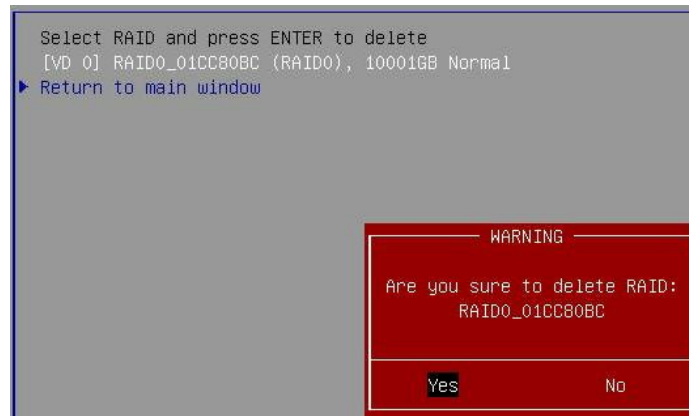 Select RAID and press ENTER to delete
[VD 0] RAID0_01CC80BC (RAID0), 10001GB Normal
Return to main window
WARNING
Are you sure to delete RAID:
RAID0_01CC80BC
Yes No